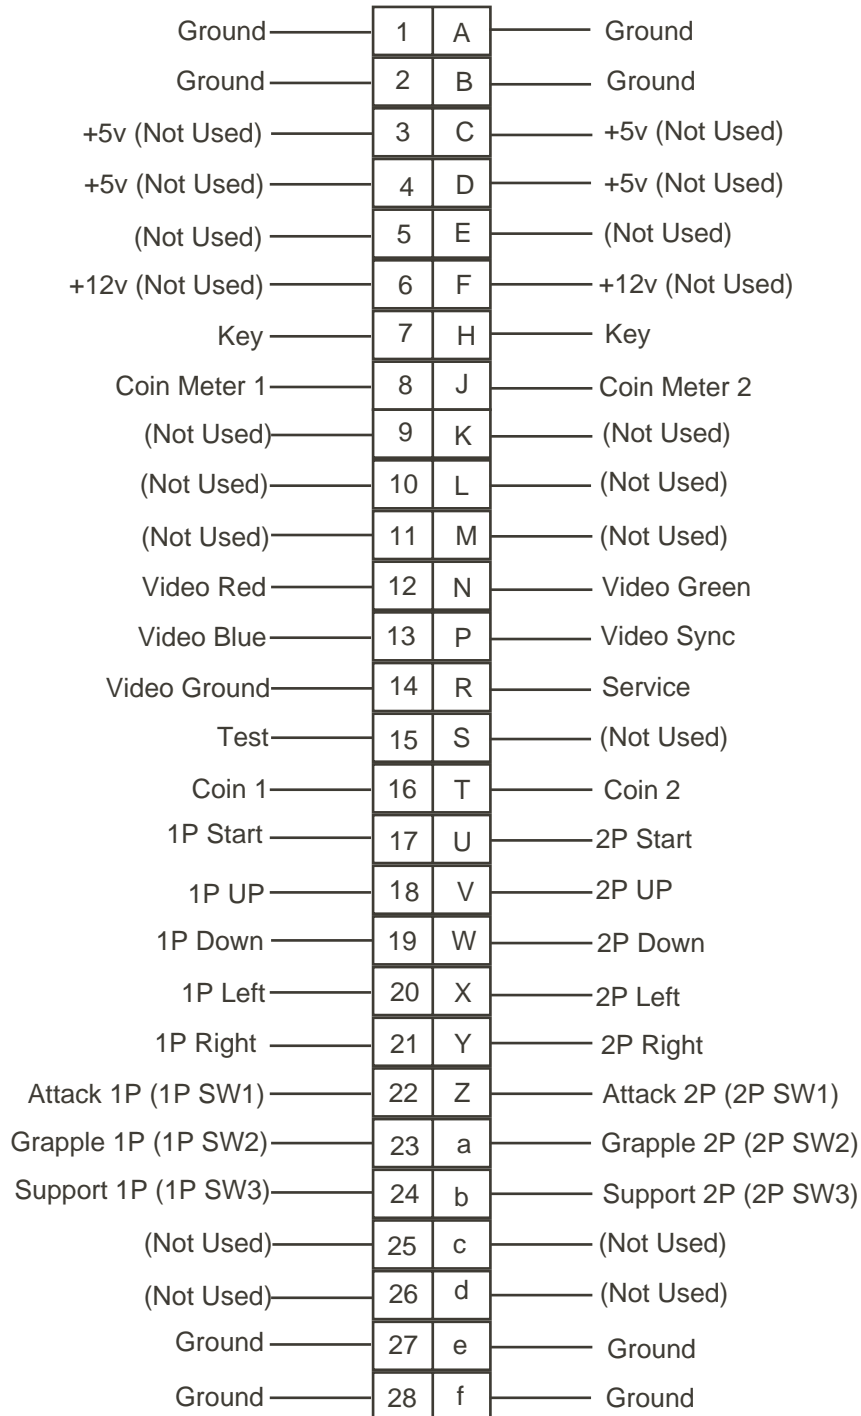 Ground 1 A Ground
Ground 2 B Ground
+5v (Not Used) 3 C +5v (Not Used)
+5v (Not Used) 4 D +5v (Not Used)
(Not Used) 5 E (Not Used)
+12v (Not Used) 6 F +12v (Not Used)
Key 7 H Key
Coin Meter 1 8 J Coin Meter 2
(Not Used) 9 K (Not Used)
(Not Used) 10 L (Not Used)
(Not Used) 11 M (Not Used)
Video Red 12 N Video Green
Video Blue 13 P Video Sync
Video Ground 14 R Service
Test 15 S (Not Used)
Coin 1 16 T Coin 2
1P Start 17 U 2P Start
1P UP 18 V 2P UP
1P Down 19 W 2P Down
1P Left 20 X 2P Left
1P Right 21 Y 2P Right
Attack 1P (1P SW1) 22 Z Attack 2P (2P SW1)
Grapple 1P (1P SW2) 23 a Grapple 2P (2P SW2)
Support 1P (1P SW3) 24 b Support 2P (2P SW3)
(Not Used) 25 c (Not Used)
(Not Used) 26 d (Not Used)
Ground 27 e Ground
Ground 28 f Ground